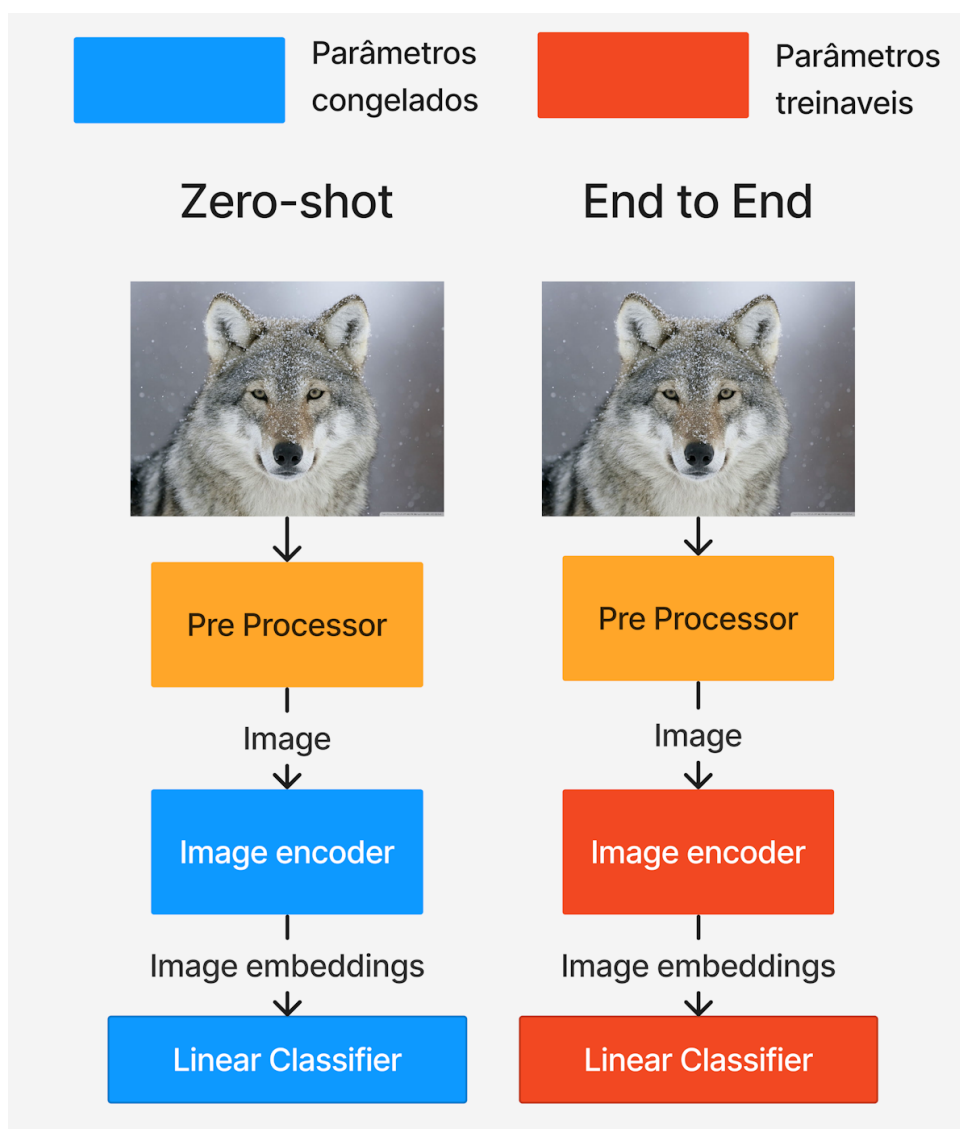 Parâmetros
congelados
Parâmetros
treinaveis
Zero-shot
End to End
Pre Processor
Pre Processor
Image
Image
Image encoder
Image encoder
Image embeddings
Image embeddings
Linear Classifier
Linear Classifier